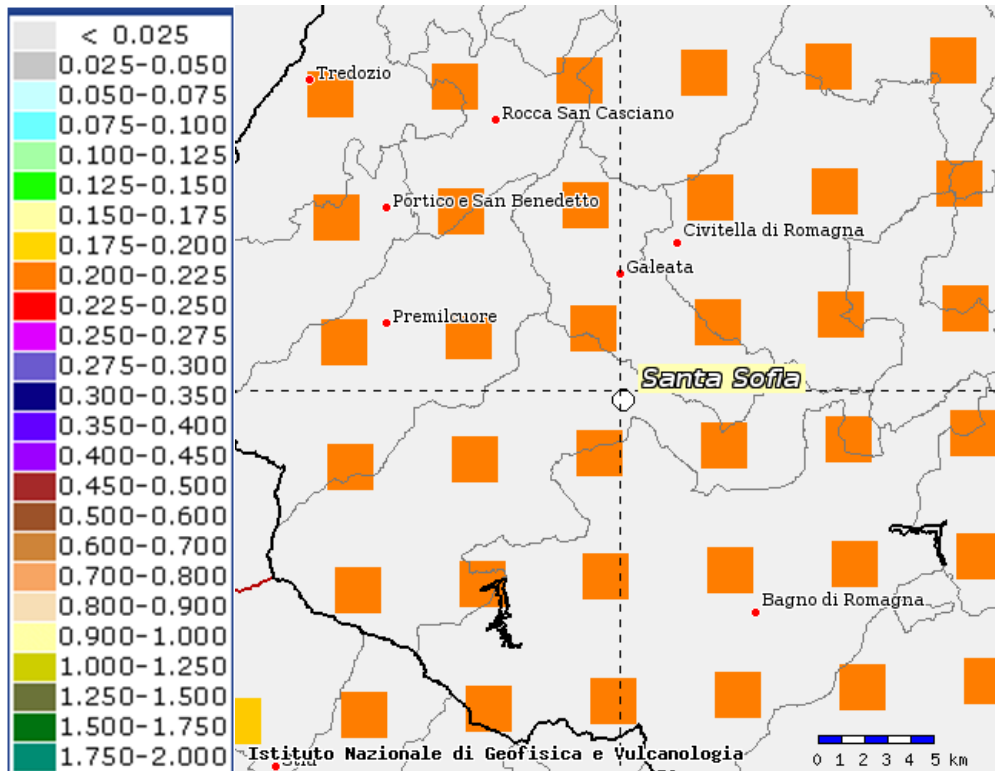 < 0.025
0.025-0.050
0.050-0.075
0.075-0.100
0.100-0.125
0.125-0.150
0.150-0.175
0.175-0.200
0.200-0.225
0.225-0.250
0.250-0.275
0.275-0.300
0.300-0.350
0.350-0.400
0.400-0.450
0.450-0.500
0.500-0.600
0.600-0.700
0.700-0.800
0.800-0.900
0.900-1.000
1.000-1.250
1.250-1.500
1.500-1.750
1.750-2.000
Tredozio
Rocca San Casciano
Portico e San Benedetto
Civitella di Romagna
Galeata
Premilcuore
Santa Sofia
Bagno di Romagna
Istituto Nazionale di Geofisica e Vulcanologia
0 1 2 3 4 5 km